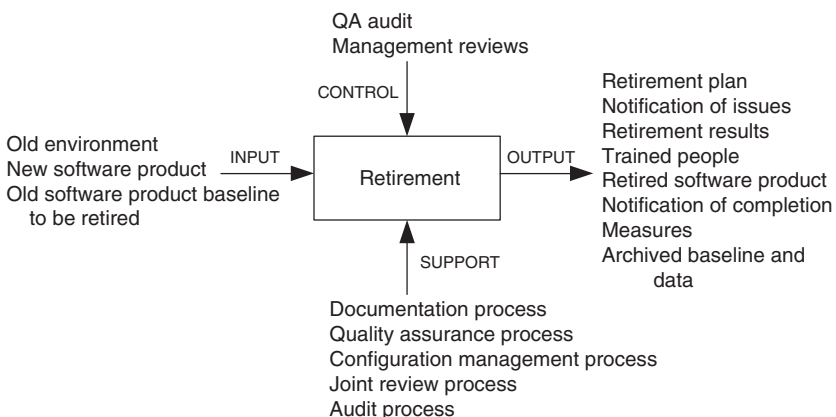 QA audit
Management reviews
CONTROL
Old environment
New software product
Old software product baseline
to be retired
INPUT
Retirement
OUTPUT
Retirement plan
Notification of issues
Retirement results
Trained people
Retired software product
Notification of completion
Measures
Archived baseline and
data
SUPPORT
Documentation process
Quality assurance process
Configuration management process
Joint review process
Audit process